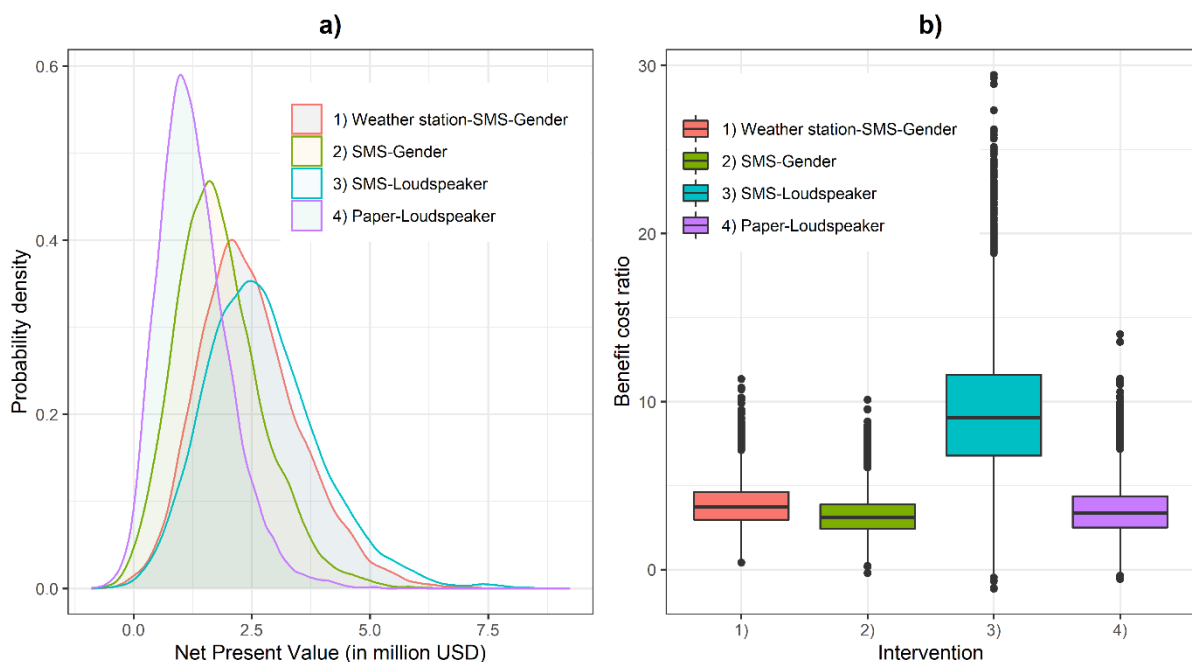 a)
0.6
0.4
0.2
0.0
Probability density
1) Weather station-SMS-Gender
2) SMS-Gender
3) SMS-Loudspeaker
4) Paper-Loudspeaker
0.0 2.5 5.0 7.5
Net Present Value (in million USD)
b)
30
20
10
0
Benefit cost ratio
1) Weather station-SMS-Gender
2) SMS-Gender
3) SMS-Loudspeaker
4) Paper-Loudspeaker
1) 2) 3) 4)
Intervention